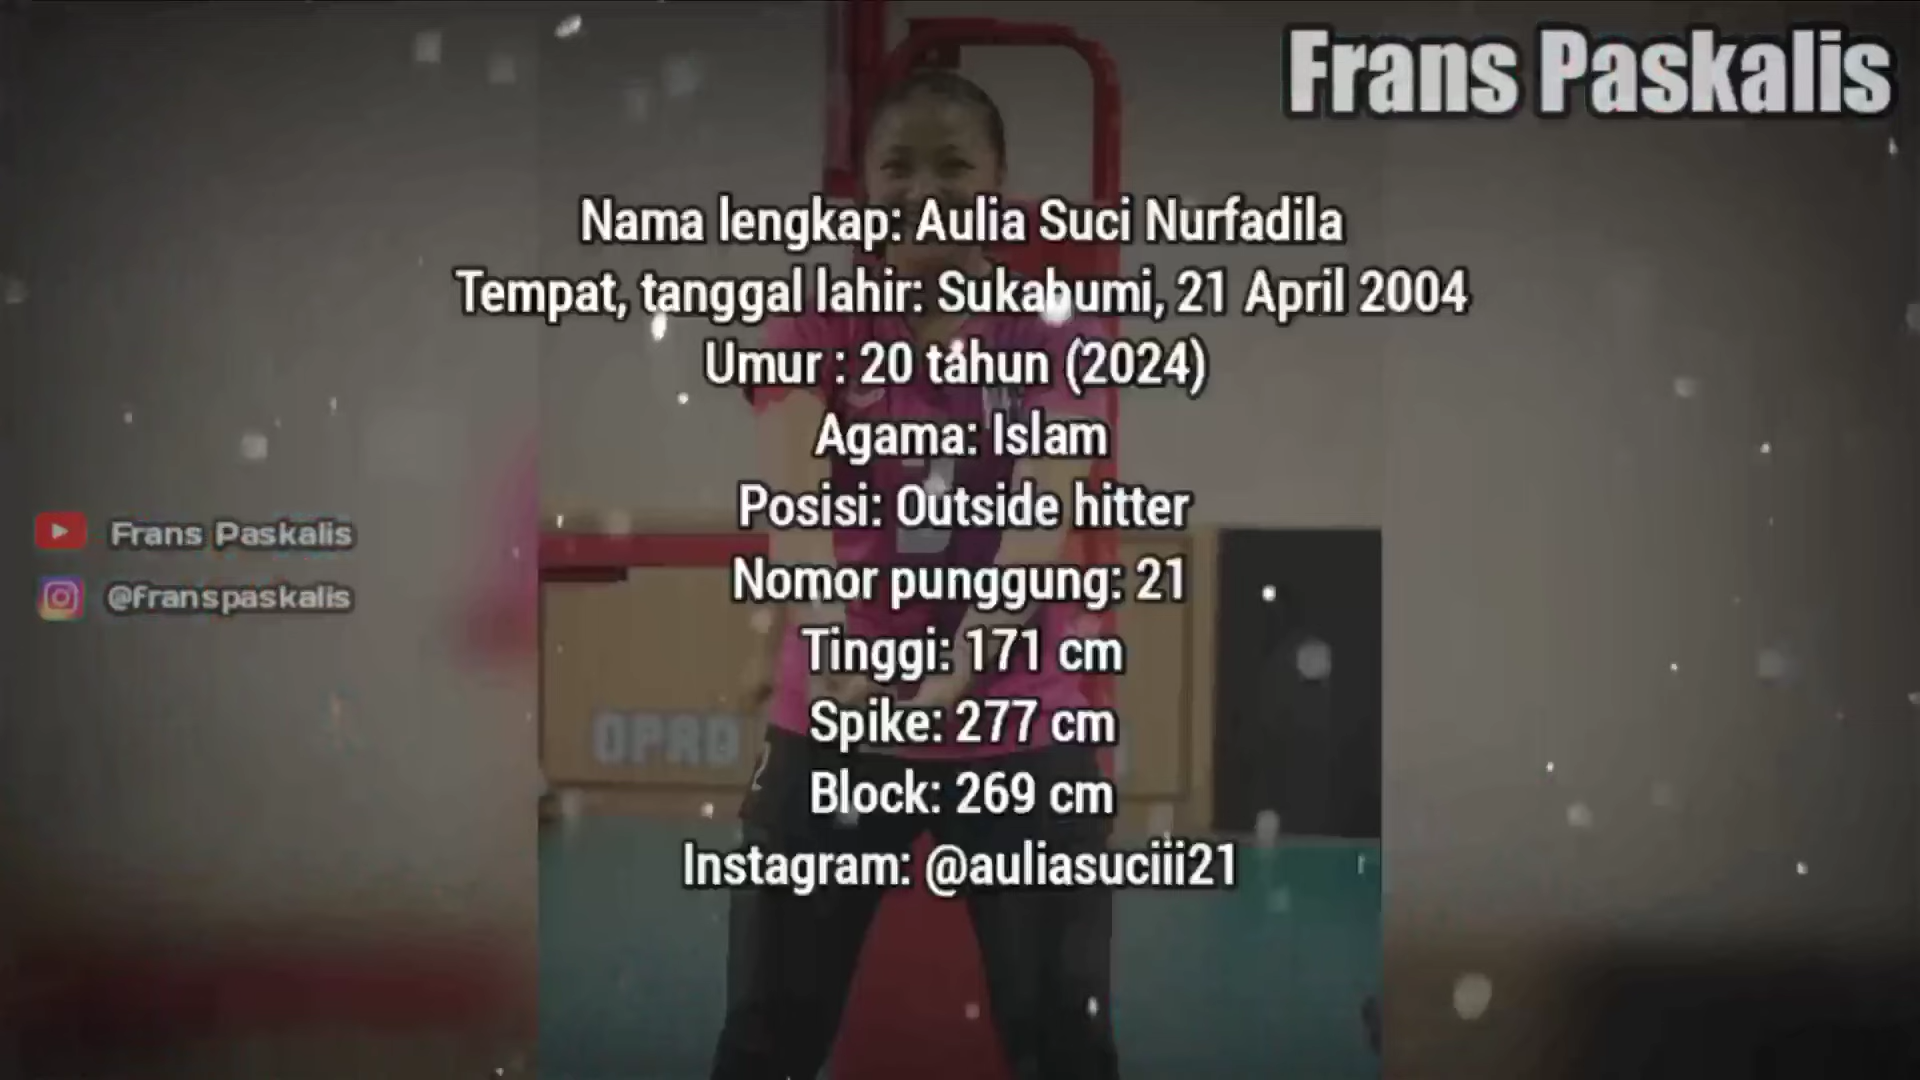 Frans Paskalis
Nama lengkap: Aulia Suci Nurfadila
Tempat, tanggal lahir: Sukabumi, 21 April 2004
Umur : 20 tahun (2024)
Agama: Islam
Posisi: Outside hitter
Nomor punggung: 21
Tinggi: 171 cm
Spike: 277 cm
Block: 269 cm
Instagram: @auliasuciii21
Frans Paskalis
@franspaskalis